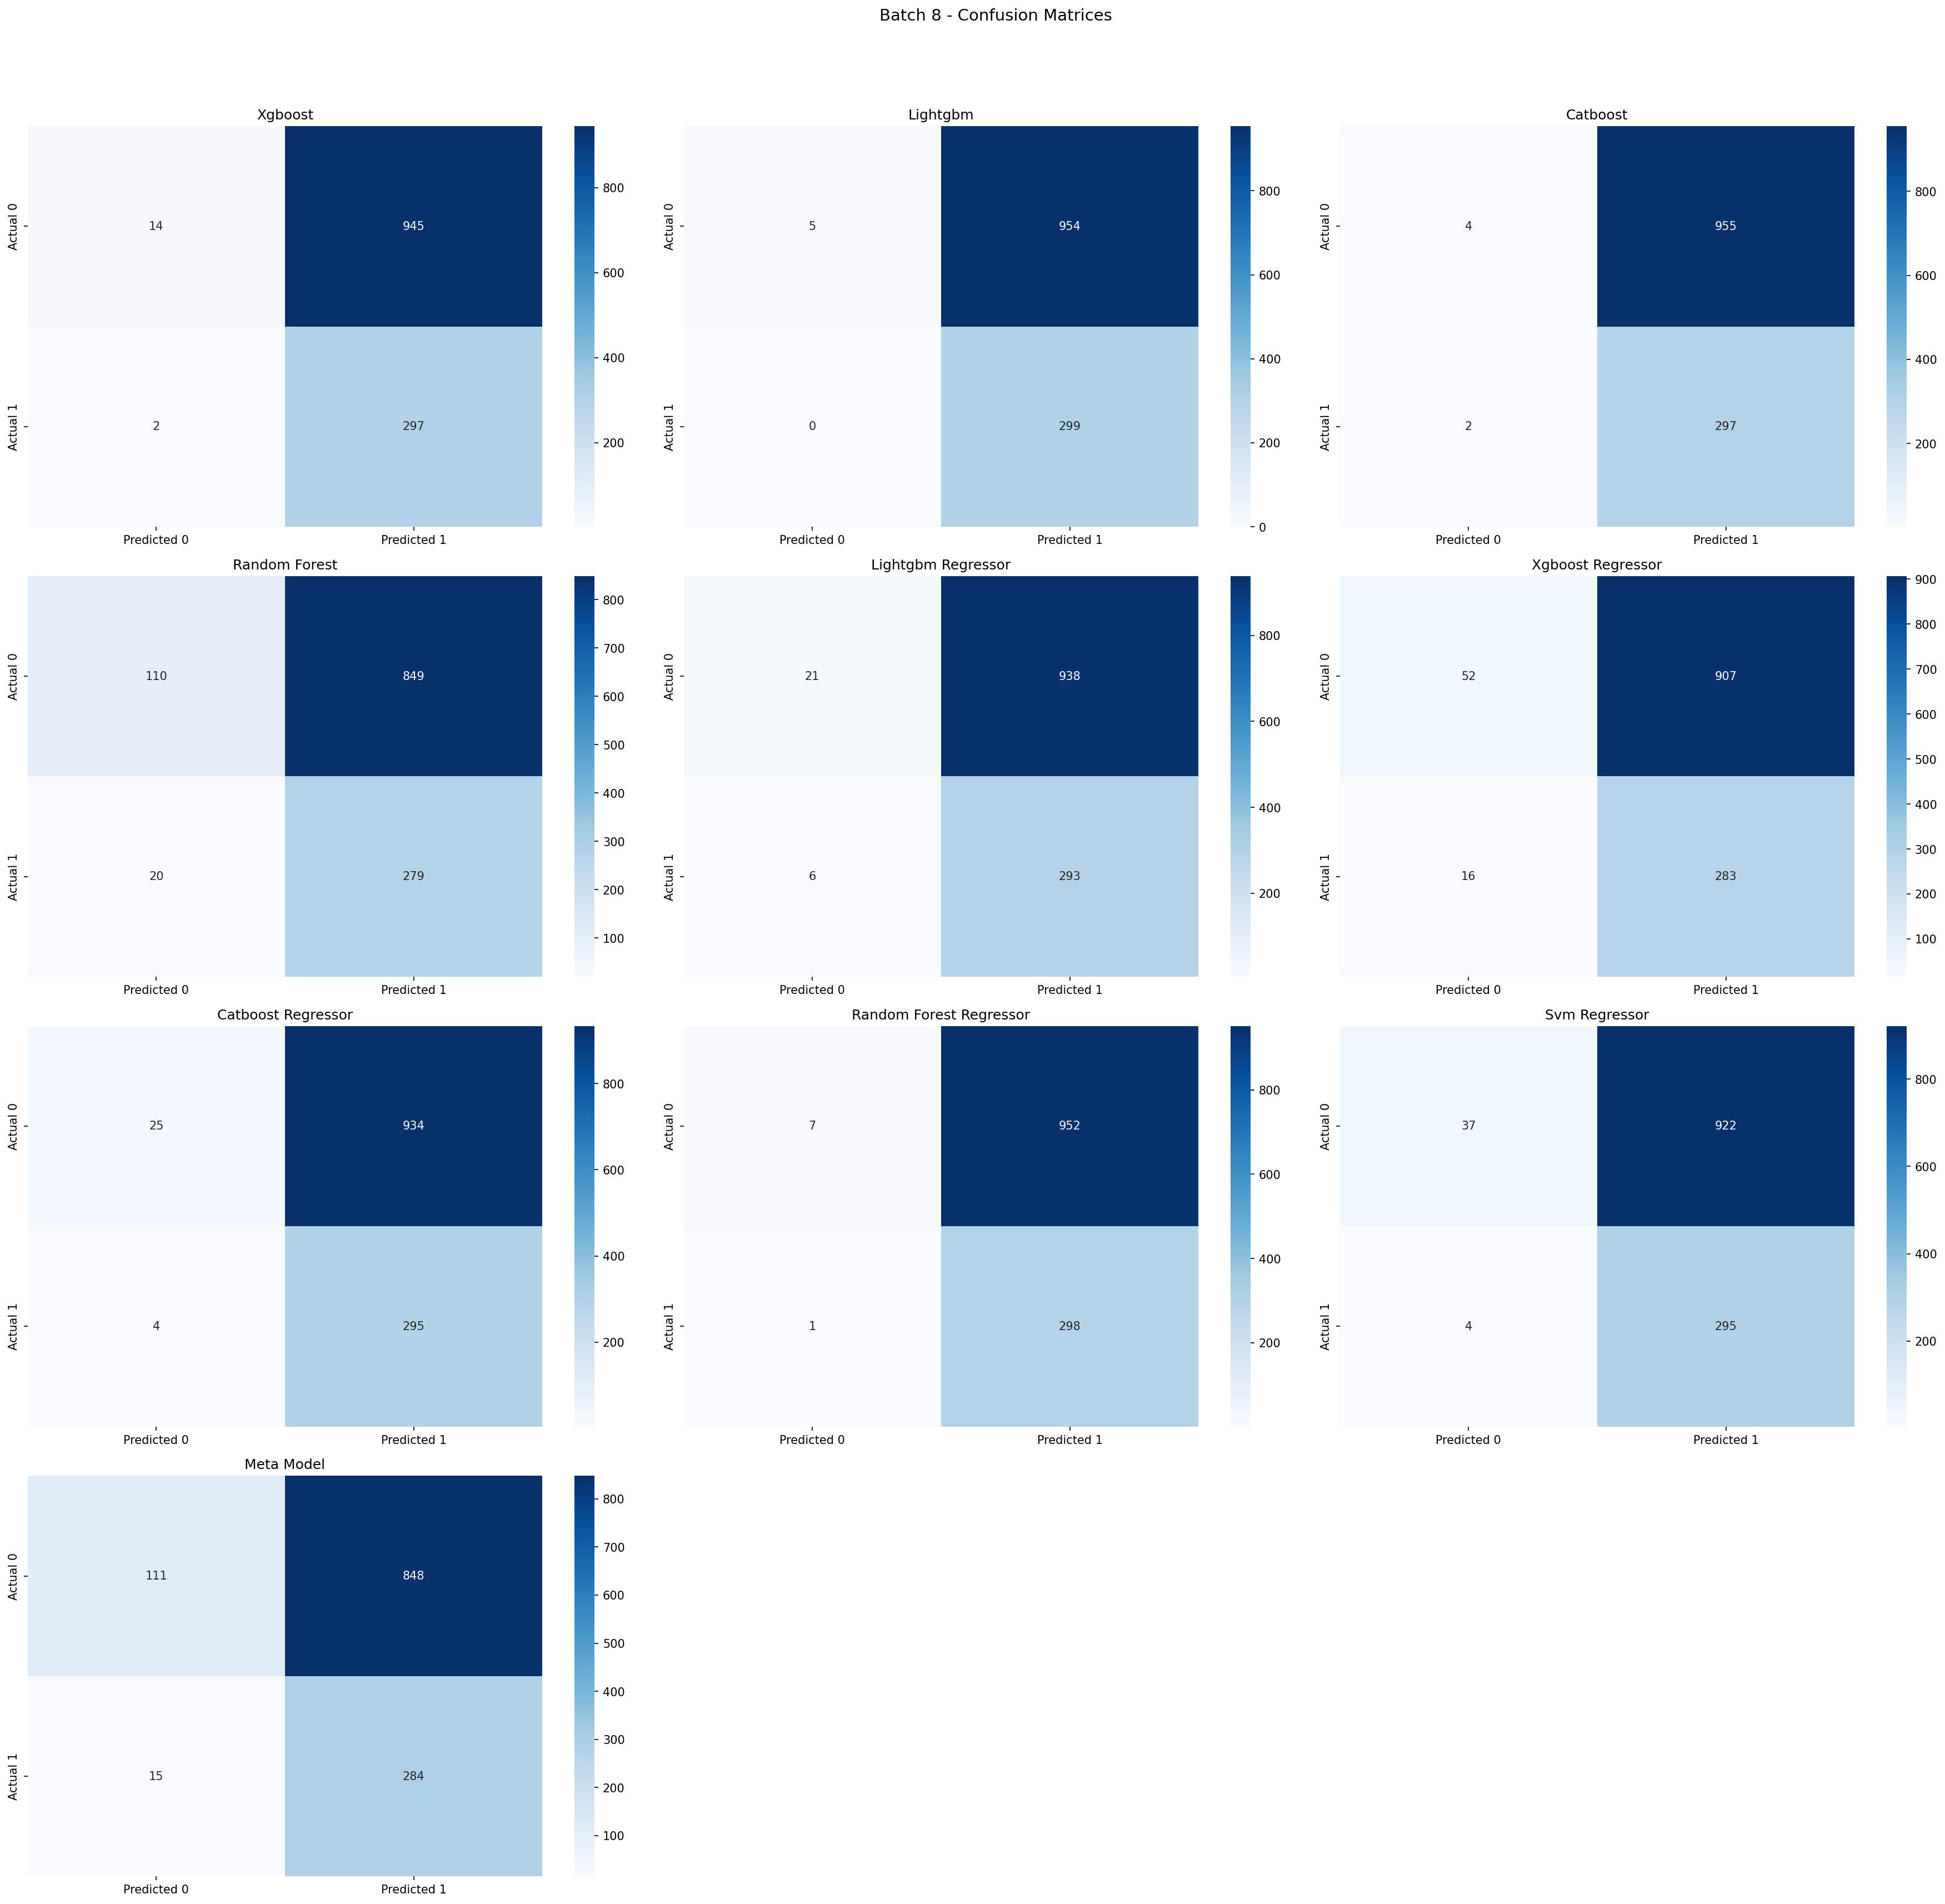 Batch 8 - Confusion Matrices
Xgboost
Actual 0
14
945
Actual 1
2
297
Predicted 0
Predicted 1
800
600
400
200
Lightgbm
Actual 0
5
954
Actual 1
0
299
Predicted 0
Predicted 1
800
600
400
200
0
Catboost
Actual 0
4
955
Actual 1
2
297
Predicted 0
Predicted 1
800
600
400
200
Random Forest
Actual 0
110
849
Actual 1
20
279
Predicted 0
Predicted 1
800
700
600
500
400
300
200
100
Lightgbm Regressor
Actual 0
21
938
Actual 1
6
293
Predicted 0
Predicted 1
800
600
400
200
Xgboost Regressor
Actual 0
52
907
Actual 1
16
283
Predicted 0
Predicted 1
900
800
700
600
500
400
300
200
100
Catboost Regressor
Actual 0
25
934
Actual 1
4
295
Predicted 0
Predicted 1
800
600
400
200
Random Forest Regressor
Actual 0
7
952
Actual 1
1
298
Predicted 0
Predicted 1
800
600
400
200
Svm Regressor
Actual 0
37
922
Actual 1
4
295
Predicted 0
Predicted 1
800
600
400
200
Meta Model
Actual 0
111
848
Actual 1
15
284
Predicted 0
Predicted 1
800
700
600
500
400
300
200
100